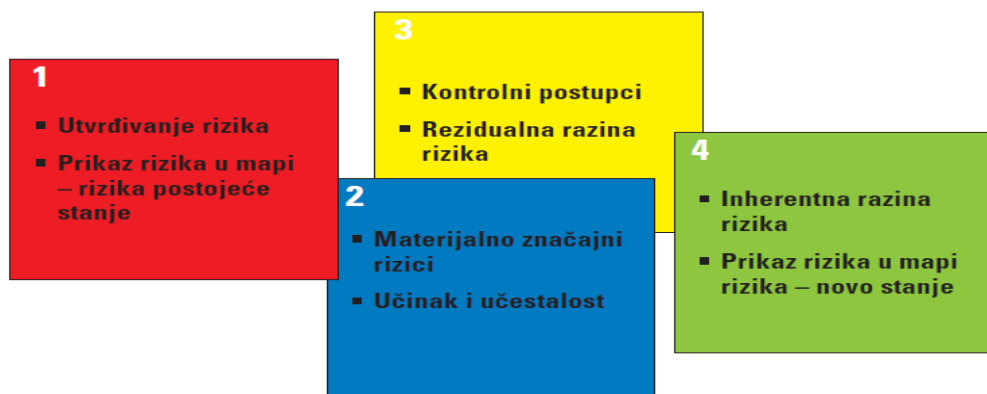 1
▪ Utvrđivanje rizika
▪ Prikaz rizika u mapi
– rizika postojeće
stanje
2
▪ Materijalno značajni
rizici
▪ Učinak i učestalost
3
▪ Kontrolni postupci
▪ Rezidualna razina
rizika
4
▪ Inherentna razina
rizika
▪ Prikaz rizika u mapi
rizika – novo stanje